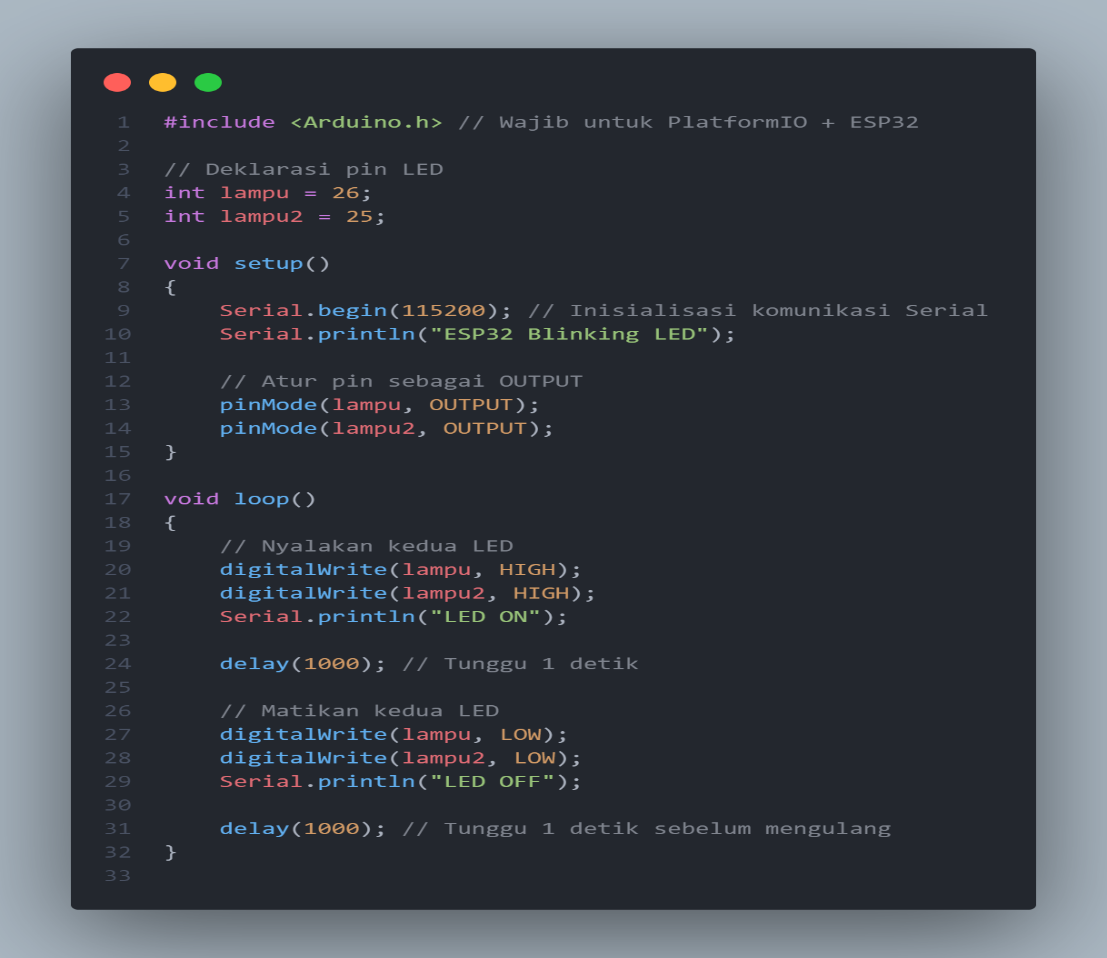 1 #include <Arduino.h> // Wajib untuk PlatformIO + ESP32
2
3 // Deklarasi pin LED
4 int lampu = 26;
5 int lampu2 = 25;
6
7 void setup()
8 {
9     Serial.begin(115200); // Inisialisasi komunikasi Serial
10     Serial.println("ESP32 Blinking LED");
11
12     // Atur pin sebagai OUTPUT
13     pinMode(lampu, OUTPUT);
14     pinMode(lampu2, OUTPUT);
15 }
16
17 void loop()
18 {
19     // Nyalakan kedua LED
20     digitalWrite(lampu, HIGH);
21     digitalWrite(lampu2, HIGH);
22     Serial.println("LED ON");
23
24     delay(1000); // Tunggu 1 detik
25
26     // Matikan kedua LED
27     digitalWrite(lampu, LOW);
28     digitalWrite(lampu2, LOW);
29     Serial.println("LED OFF");
30
31     delay(1000); // Tunggu 1 detik sebelum mengulang
32 }
33